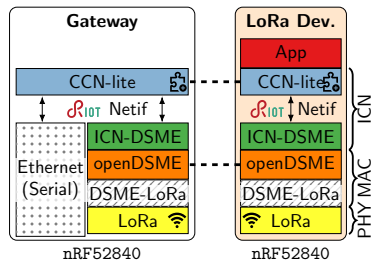 Gateway
LoRa Dev.
App
CCN-lite
CCN-lite
RIOT Netif
RIOT Netif
ICN
Ethernet
(Serial)
ICN-DSME
ICN-DSME
openDSME
openDSME
MAC
DSME-LoRa
DSME-LoRa
LoRa
LoRa
PHY
nRF52840
nRF52840